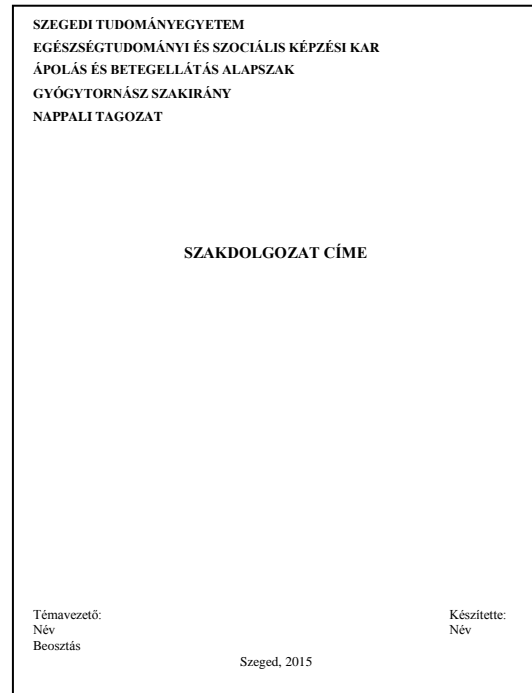 SZEGEDI TUDOMÁNYEGYETEM
EGÉSZSÉGTUDOMÁNYI ÉS SZOCIÁLIS KÉPZÉSI KAR
ÁPOLÁS ÉS BETEGELLÁTÁS ALAPSZAK
GYÓGYTORNÁSZ SZAKIRÁNY
NAPPALI TAGOZAT
SZAKDOLGOZAT CÍME
Témavezető: Készítette:
Név Név
Beosztás
Szeged, 2015